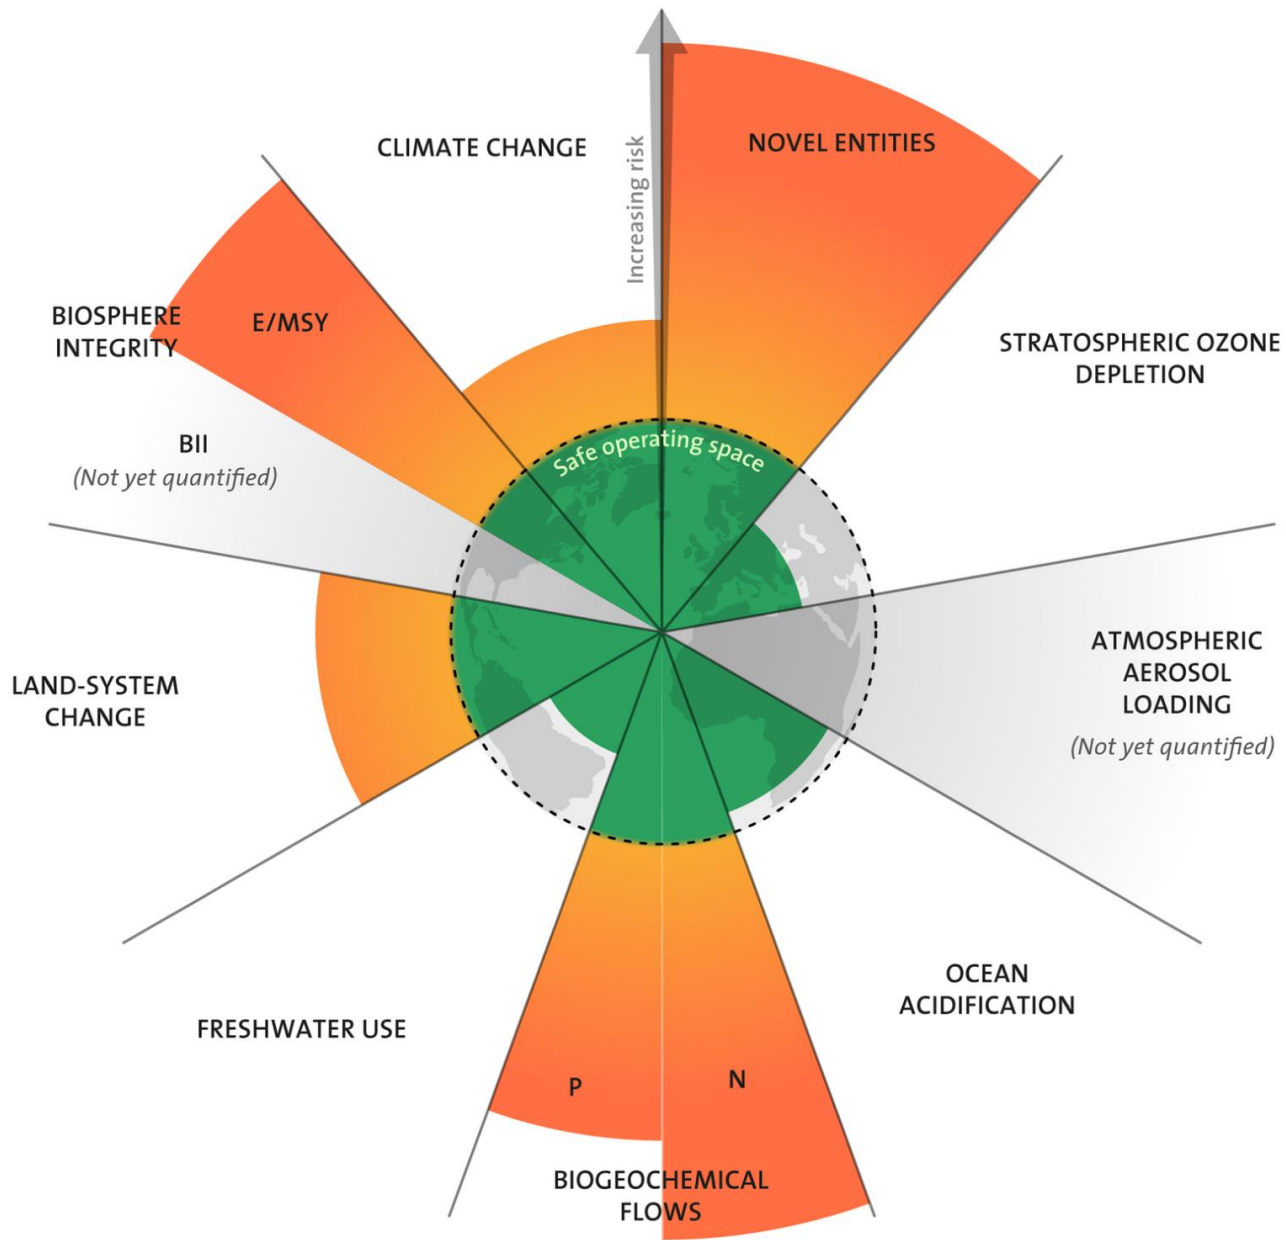 CLIMATE CHANGE
Increasing risk
NOVEL ENTITIES
BIOSPHERE
INTEGRITY
E/MSY
STRATOSPHERIC OZONE
DEPLETION
BII
(Not yet quantified)
Safe operating space
ATMOSPHERIC
AEROSOL
LOADING
(Not yet quantified)
LAND-SYSTEM
CHANGE
OCEAN
ACIDIFICATION
FRESHWATER USE
P
N
BIOGEOCHEMICAL
FLOWS